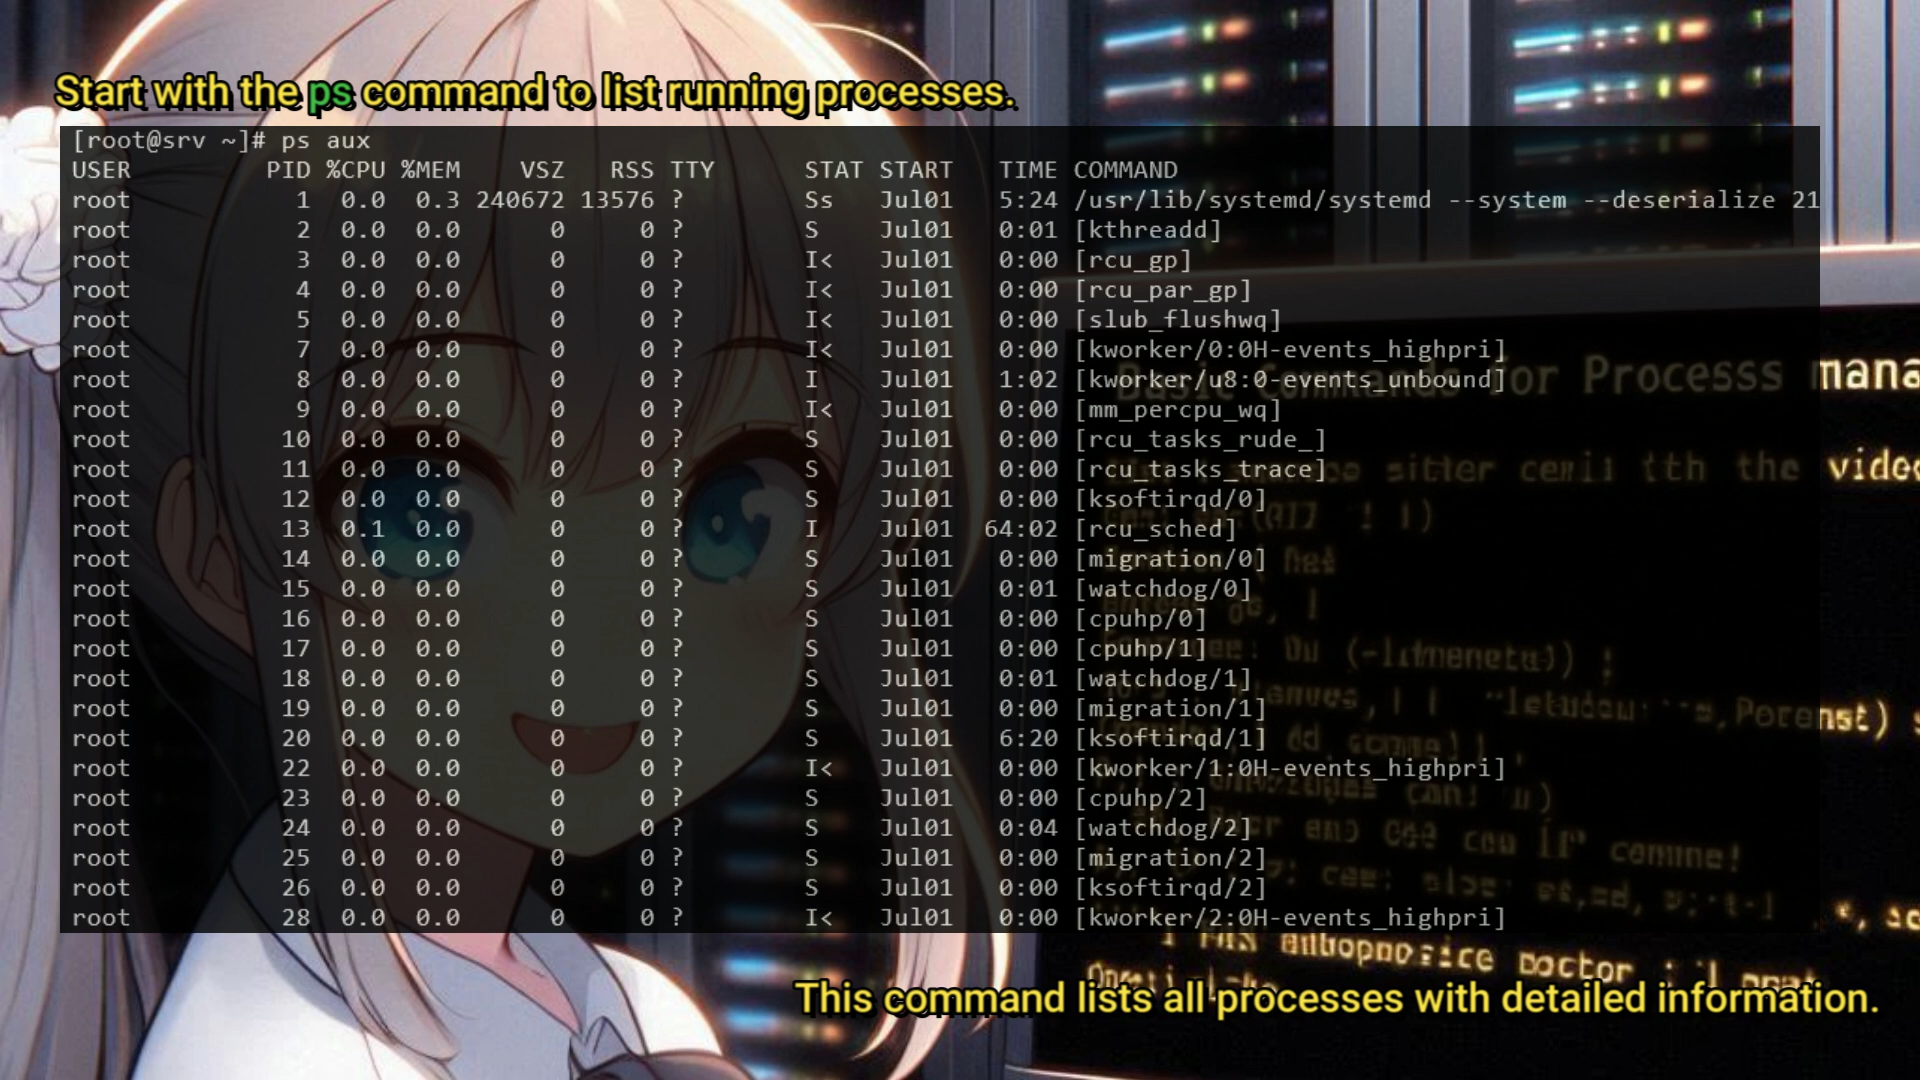 Start with the ps command to list running processes.
[root@srv ~]# ps aux
USER         PID %CPU %MEM    VSZ   RSS TTY      STAT START   TIME COMMAND
root           1  0.0  0.3 240672 13576 ?        Ss   Jul01   5:24 /usr/lib/systemd/systemd --system --deserialize 21
root           2  0.0  0.0      0     0 ?        S    Jul01   0:01 [kthreadd]
root           3  0.0  0.0      0     0 ?        I<   Jul01   0:00 [rcu_gp]
root           4  0.0  0.0      0     0 ?        I<   Jul01   0:00 [rcu_par_gp]
root           5  0.0  0.0      0     0 ?        I<   Jul01   0:00 [slub_flushwq]
root           7  0.0  0.0      0     0 ?        I<   Jul01   0:00 [kworker/0:0H-events_highpri]
root           8  0.0  0.0      0     0 ?        I    Jul01   1:02 [kworker/u8:0-events_unbound]
root           9  0.0  0.0      0     0 ?        I<   Jul01   0:00 [mm_percpu_wq]
root          10  0.0  0.0      0     0 ?        S    Jul01   0:00 [rcu_tasks_rude_]
root          11  0.0  0.0      0     0 ?        S    Jul01   0:00 [rcu_tasks_trace]
root          12  0.0  0.0      0     0 ?        S    Jul01   0:00 [ksoftirqd/0]
root          13  0.1  0.0      0     0 ?        I    Jul01  64:02 [rcu_sched]
root          14  0.0  0.0      0     0 ?        S    Jul01   0:00 [migration/0]
root          15  0.0  0.0      0     0 ?        S    Jul01   0:01 [watchdog/0]
root          16  0.0  0.0      0     0 ?        S    Jul01   0:00 [cpuhp/0]
root          17  0.0  0.0      0     0 ?        S    Jul01   0:00 [cpuhp/1]
root          18  0.0  0.0      0     0 ?        S    Jul01   0:01 [watchdog/1]
root          19  0.0  0.0      0     0 ?        S    Jul01   0:00 [migration/1]
root          20  0.0  0.0      0     0 ?        S    Jul01   6:20 [ksoftirqd/1]
root          22  0.0  0.0      0     0 ?        I<   Jul01   0:00 [kworker/1:0H-events_highpri]
root          23  0.0  0.0      0     0 ?        S    Jul01   0:00 [cpuhp/2]
root          24  0.0  0.0      0     0 ?        S    Jul01   0:04 [watchdog/2]
root          25  0.0  0.0      0     0 ?        S    Jul01   0:00 [migration/2]
root          26  0.0  0.0      0     0 ?        S    Jul01   0:00 [ksoftirqd/2]
root          28  0.0  0.0      0     0 ?        I<   Jul01   0:00 [kworker/2:0H-events_highpri]
Basic Commands for Processs mana
the video
This command lists all processes with detailed information.